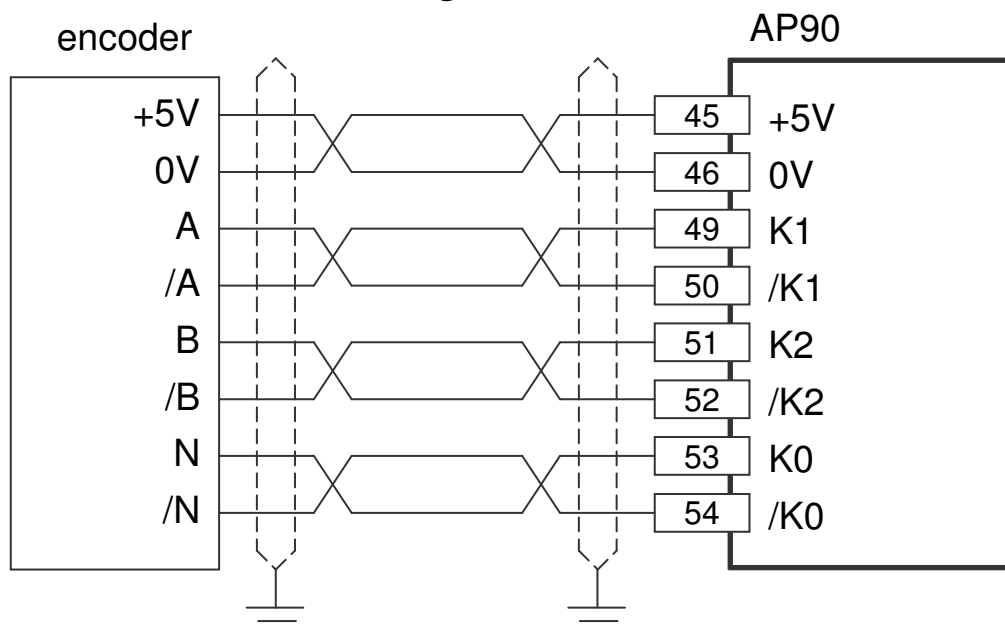 encoder
AP90
+5V 45 +5V
0V 46 0V
A 49 K1
/A 50 /K1
B 51 K2
/B 52 /K2
N 53 K0
/N 54 /K0